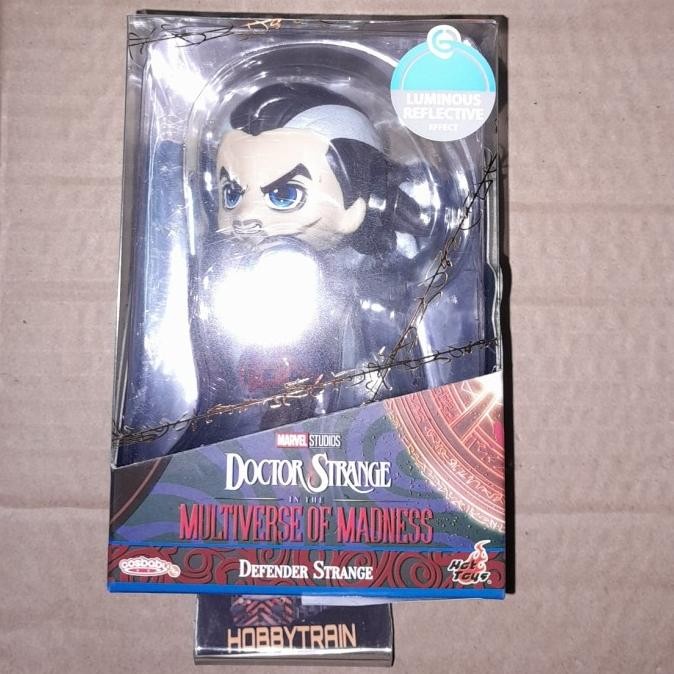 LUMINOUS
REFLECTIVE
EFFECT
MARVEL STUDIOS
DOCTOR STRANGE
IN THE
MULTIVERSE OF MADNESS
cosbaby
DEFENDER STRANGE
HOT TOYS
HOBBYTRAIN